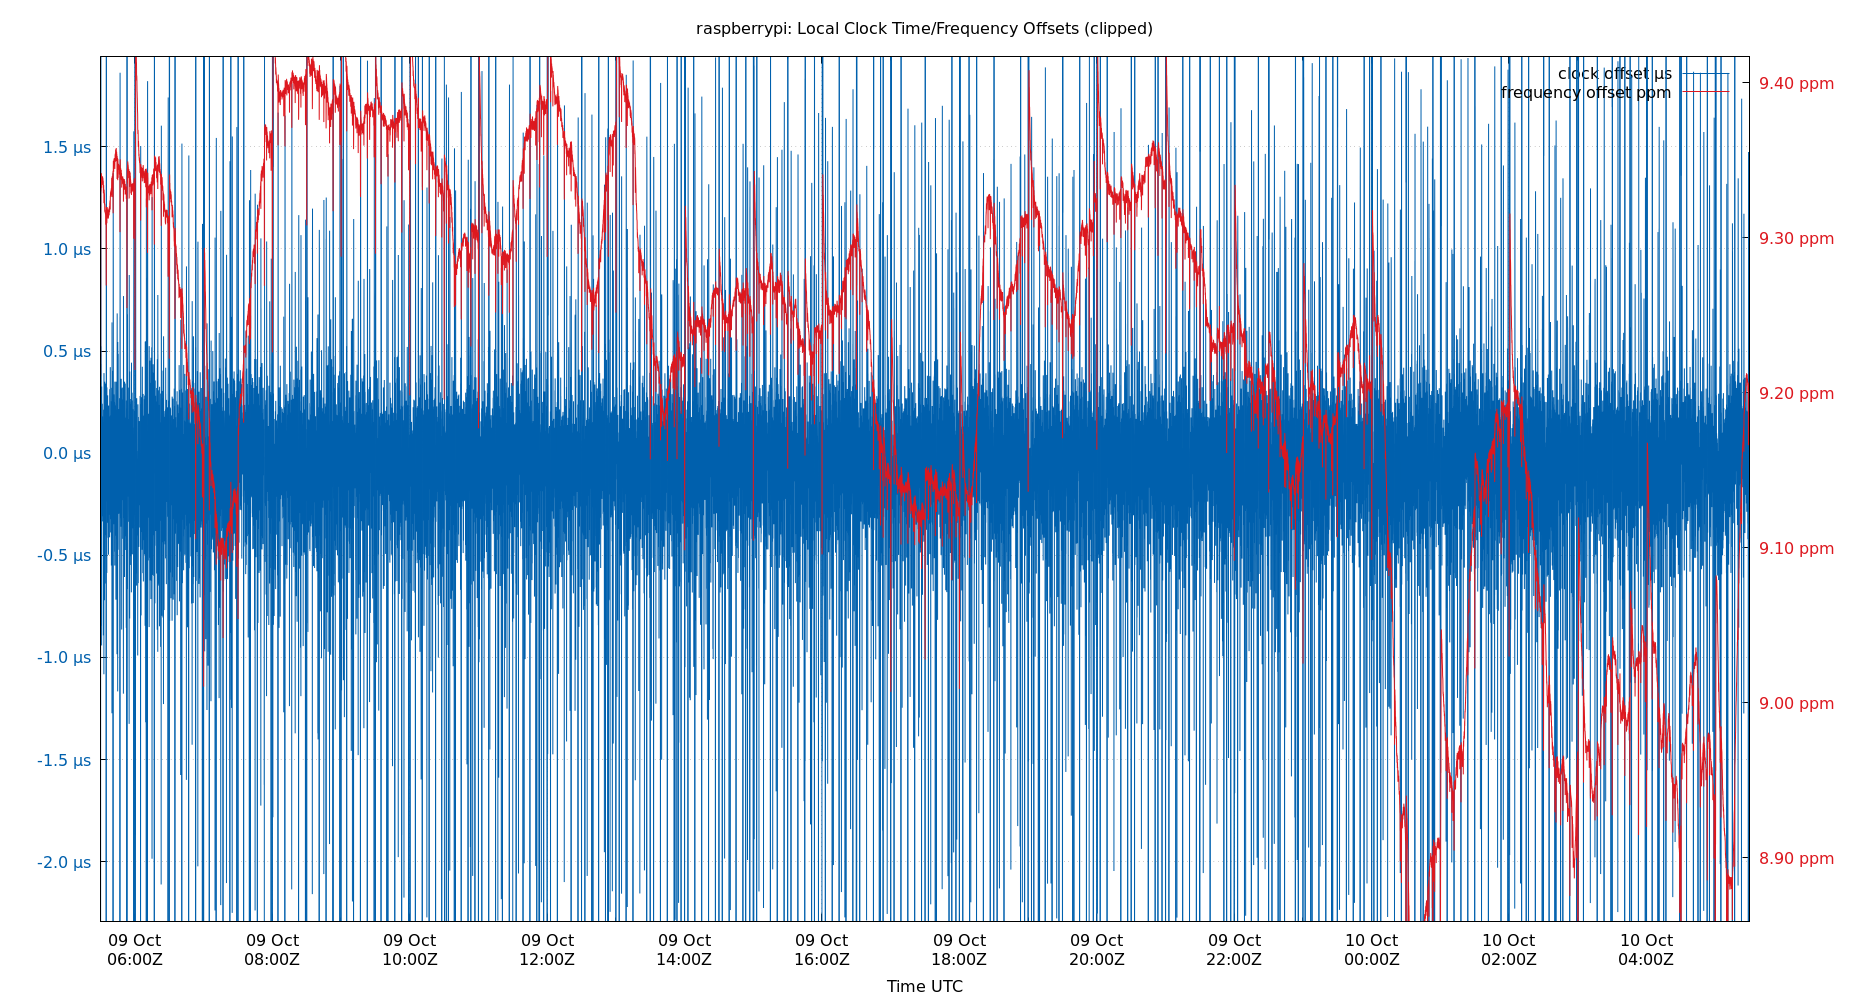 raspberrypi: Local Clock Time/Frequency Offsets (clipped)
clock offset µs
frequency offset ppm
1.5 µs
1.0 µs
0.5 µs
0.0 µs
-0.5 µs
-1.0 µs
-1.5 µs
-2.0 µs
9.40 ppm
9.30 ppm
9.20 ppm
9.10 ppm
9.00 ppm
8.90 ppm
09 Oct
06:00Z
09 Oct
08:00Z
09 Oct
10:00Z
09 Oct
12:00Z
09 Oct
14:00Z
09 Oct
16:00Z
09 Oct
18:00Z
09 Oct
20:00Z
09 Oct
22:00Z
10 Oct
00:00Z
10 Oct
02:00Z
10 Oct
04:00Z
Time UTC